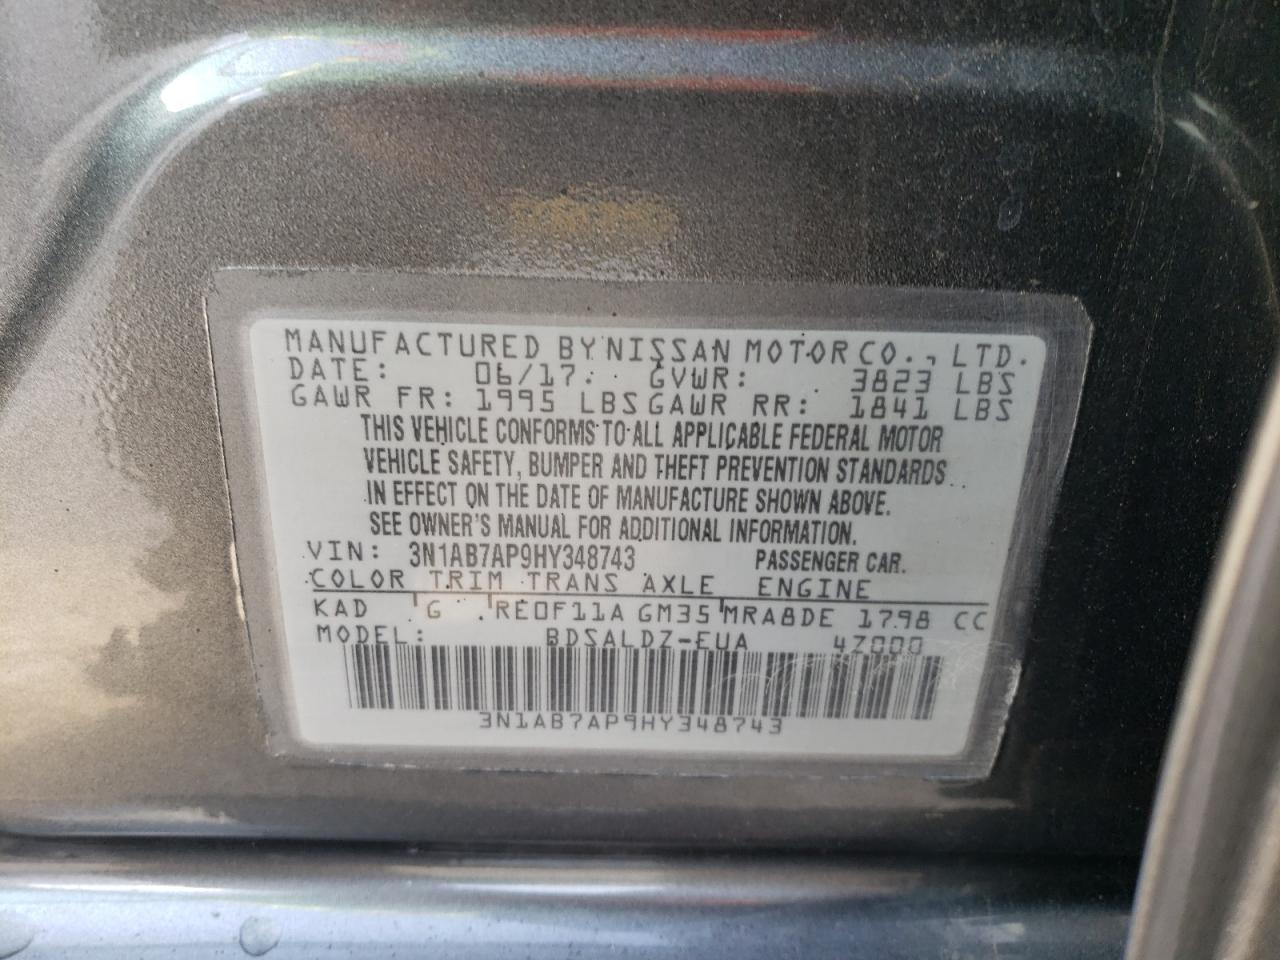 MANUFACTURED BY NISSAN MOTOR CO., LTD.
DATE: 06/17 GVWR: 3823 LBS
GAWR FR: 1995 LBS GAWR RR: 1841 LBS
THIS VEHICLE CONFORMS TO ALL APPLICABLE FEDERAL MOTOR
VEHICLE SAFETY, BUMPER AND THEFT PREVENTION STANDARDS
IN EFFECT ON THE DATE OF MANUFACTURE SHOWN ABOVE.
SEE OWNER'S MANUAL FOR ADDITIONAL INFORMATION.
VIN: 3N1AB7AP9HY348743 PASSENGER CAR.
COLOR TRIM TRANS AXLE ENGINE
KAD G RE0F11A GM35 MRA8DE 1798 CC
MODEL: BDSALDZ-EUA 4Z000
3N1AB7AP9HY348743